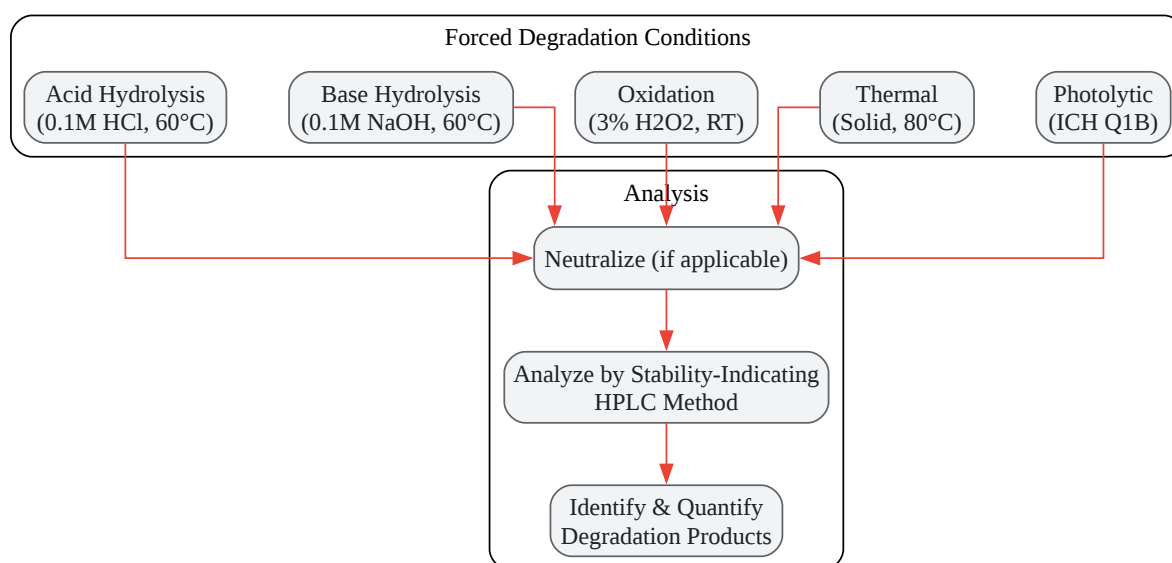 Forced Degradation Conditions
Acid Hydrolysis
(0.1M HCl, 60°C)
Base Hydrolysis
(0.1M NaOH, 60°C)
Oxidation
(3% H2O2, RT)
Thermal
(Solid, 80°C)
Photolytic
(ICH Q1B)
Analysis
Neutralize (if applicable)
Analyze by Stability-Indicating
HPLC Method
Identify & Quantify
Degradation Products